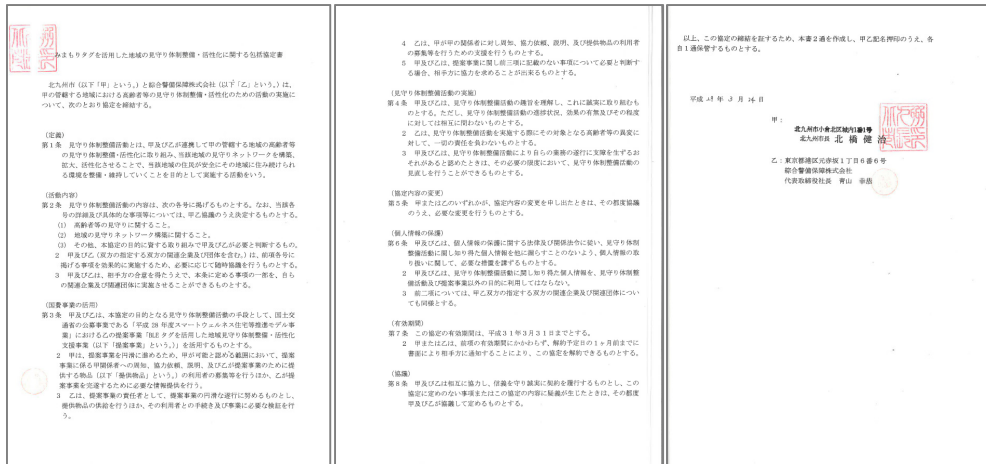 みまもりタグを活用した地域の見守り体制整備・活性化に関する包括協定書
北九州市（以下「甲」という。）と綜合警備保障株式会社（以下「乙」という。）は、
甲の管轄する地域における高齢者等の見守り体制整備・活性化のための活動の実施に
ついて、次のとおり協定を締結する。
（定義）
第１条　見守り体制整備活動とは、甲及び乙が連携して甲の管轄する地域の高齢者等
の見守り体制整備・活性化に取り組み、当該地域の見守りネットワークを構築、
拡大、活性化させることで、当該地域の住民が安全にその地域に住み続けられ
る環境を整備・維持していくことを目的として実施する活動をいう。
（活動内容）
第２条　見守り体制整備活動の内容は、次の各号に掲げるものとする。なお、当該各
号の詳細及び具体的な事項等については、甲乙協議のうえ決定するものとする。
(1)　高齢者等の見守りに関すること。
(2)　地域の見守りネットワーク構築に関すること。
(3)　その他、本協定の目的に資する取り組みで甲及び乙が必要と判断するもの。
２　甲及び乙（双方の指定する双方の関連企業及び団体を含む。）は、前項各号に
掲げる事項を効果的に実施するため、必要に応じて随時協議を行うものとする。
３　甲及び乙は、相手方の合意を得たうえで、本条に定める事項の一部を、自ら
の関連企業及び関連団体に実施させることができるものとする。
（国費事業の活用）
第３条　甲及び乙は、本協定の目的となる見守り体制整備活動の手段として、国土交
通省の公募事業である「平成 28 年度スマートウェルネス住宅等推進モデル事
業」における乙の提案事業「BLE タグを活用した地域見守り体制整備・活性化
支援事業（以下「提案事業」という。）」を活用するものとする。
２　甲は、提案事業を円滑に進めるため、甲が可能と認める範囲において、提案
事業に係る甲関係者への周知、協力依頼、説明、及び乙が提案事業のために提
供する物品（以下「提供物品」という。）の利用者の募集等を行うほか、乙が提
案事業を完遂するために必要な情報提供を行う。
３　乙は、提案事業の責任者として、提案事業の円滑な遂行に努めるものとし、
提供物品の供給を行うほか、その利用者との手続き及び事業に必要な検証を行
う。
４　乙は、甲が甲の関係者に対し周知、協力依頼、説明、及び提供物品の利用者
の募集等を行うための支援を行うものとする。
５　甲及び乙は、提案事業に関し前三項に記載のない事項について必要と判断す
る場合、相手方に協力を求めることが出来るものとする。
（見守り体制整備活動の実施）
第４条　甲及び乙は、見守り体制整備活動の趣旨を理解し、これに誠実に取り組むも
のとする。ただし、見守り体制整備活動の進捗状況、効果の有無及びその程度
に対しては相互に問わないものとする。
２　乙は、見守り体制整備活動を実施する際にその対象となる高齢者等の異変に
対して、一切の責任を負わないものとする。
３　甲及び乙は、見守り体制整備活動により自らの業務の遂行に支障を生ずるお
それがあると認めたときは、その必要の限度において、見守り体制整備活動の
見直しを行うことができるものとする。
（協定内容の変更）
第５条　甲または乙のいずれかが、協定内容の変更を申し出たときは、その都度協議
のうえ、必要な変更を行うものとする。
（個人情報の保護）
第６条　甲及び乙は、個人情報の保護に関する法律及び関係法令に従い、見守り体制
整備活動に関し知り得た個人情報を他に漏らすことのないよう、個人情報の取
り扱いに関して、必要な措置を講ずるものとする。
２　甲及び乙は、見守り体制整備活動に関し知り得た個人情報を、見守り体制整
備活動及び提案事業以外の目的に利用してはならない。
３　前二項については、甲乙双方の指定する双方の関連企業及び関連団体につい
ても同様とする。
（有効期間）
第７条　この協定の有効期間は、平成３１年３月３１日までとする。
２　甲または乙は、前項の有効期間にかかわらず、解約予定日の１ヶ月前までに
書面により相手方に通知することにより、この協定を解約できるものとする。
（協議）
第８条　甲及び乙は相互に協力し、信義を守り誠実に契約を履行するものとし、この
協定に定めのない事項またはこの協定の内容に疑義が生じたときは、その都度
甲及び乙が協議して定めるものとする。
以上、この協定の締結を証するため、本書２通を作成し、甲乙記名押印のうえ、各
自１通保管するものとする。
平成 29 年 3 月 14 日
甲：
北九州市小倉北区城内1番1号
北九州市長　北 橋 健 治
乙：東京都港区元赤坂１丁目６番６号
綜合警備保障株式会社
代表取締役社長　青山　幸恭